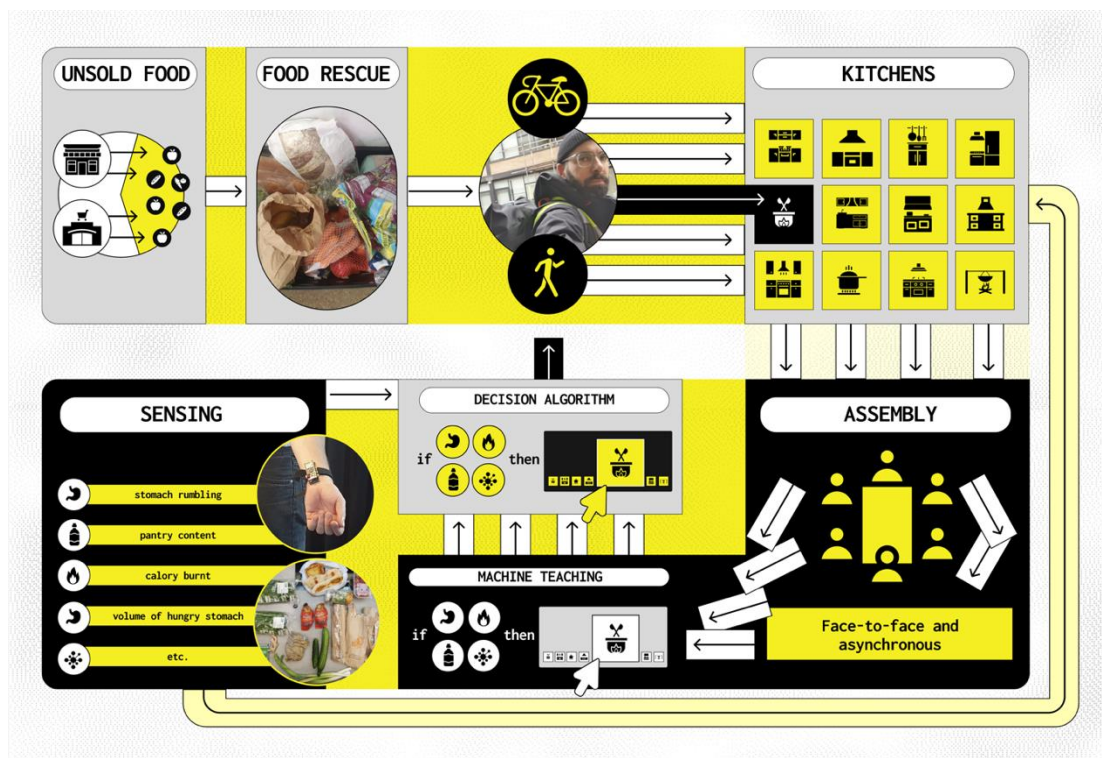 UNSOLD FOOD
FOOD RESCUE
KITCHENS
SENSING
stomach rumbling
pantry content
calory burnt
volume of hungry stomach
etc.
DECISION ALGORITHM
if
then
MACHINE TEACHING
if
then
ASSEMBLY
Face-to-face and
asynchronous